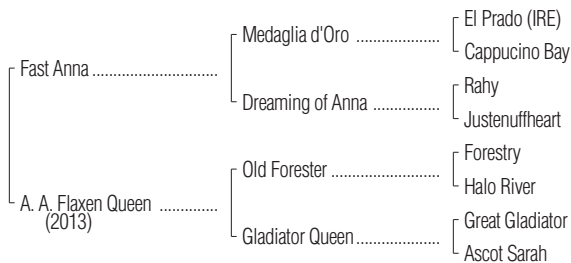 El Prado (IRE)
Medaglia d'Oro ....................
Cappucino Bay
Fast Anna ..............................
Rahy
Dreaming of Anna ................
Justenuffheart
Forestry
Old Forester ..........................
Halo River
A. A. Flaxen Queen ..............
(2013)
Great Gladiator
Gladiator Queen ....................
Ascot Sarah